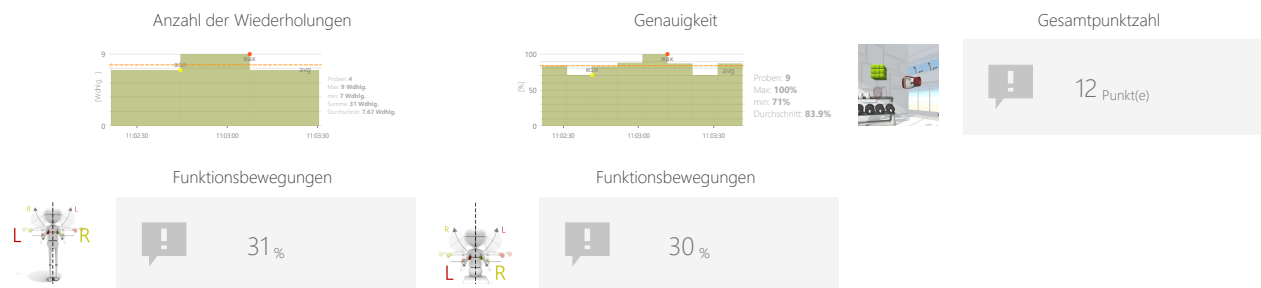 Anzahl der Wiederholungen
9
0
[Wdhlg. ]
min
max
avg
11:02:30
11:03:00
11:03:30
Proben: 4
Max: 9 Wdhlg.
min: 7 Wdhlg.
Summe: 31 Wdhlg.
Durchschnitt: 7.67 Wdhlg.
Genauigkeit
100
50
0
[%]
min
max
avg
11:02:30
11:03:00
11:03:30
Proben: 9
Max: 100%
min: 71%
Durchschnitt: 83.9%
Gesamtpunktzahl
12 Punkt(e)
Funktionsbewegungen
R
L
L
R
31 %
Funktionsbewegungen
R
L
L
R
30 %